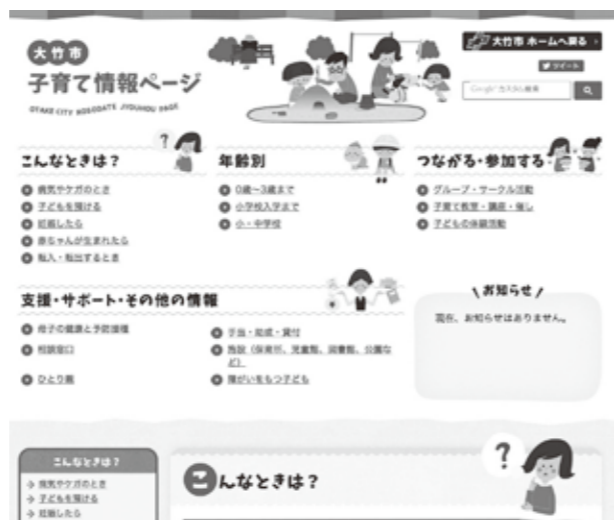 大竹市
子育て情報ページ
OTAKE CITY KOSODATE JYOUHOU PAGE
大竹市 ホームへ戻る
ツイート
Google カスタム検索
?
こんなときは？
病気やケガのとき
子どもを預ける
妊娠したら
赤ちゃんが生まれたら
転入・転出するとき
年齢別
0歳～3歳まで
小学校入学まで
小・中学校
つながる・参加する
グループ・サークル活動
子育て教室・講座・催し
子どもの体験活動
支援・サポート・その他の情報
母子の健康と予防接種
相談窓口
ひとり親
手当・助成・貸付
施設（保育所、児童館、図書館、公園な
ど）
障がいをもつ子ども
お知らせ
現在、お知らせはありません。
こんなときは？
病気やケガのとき
子どもを預ける
妊娠したら
こんなときは？
?